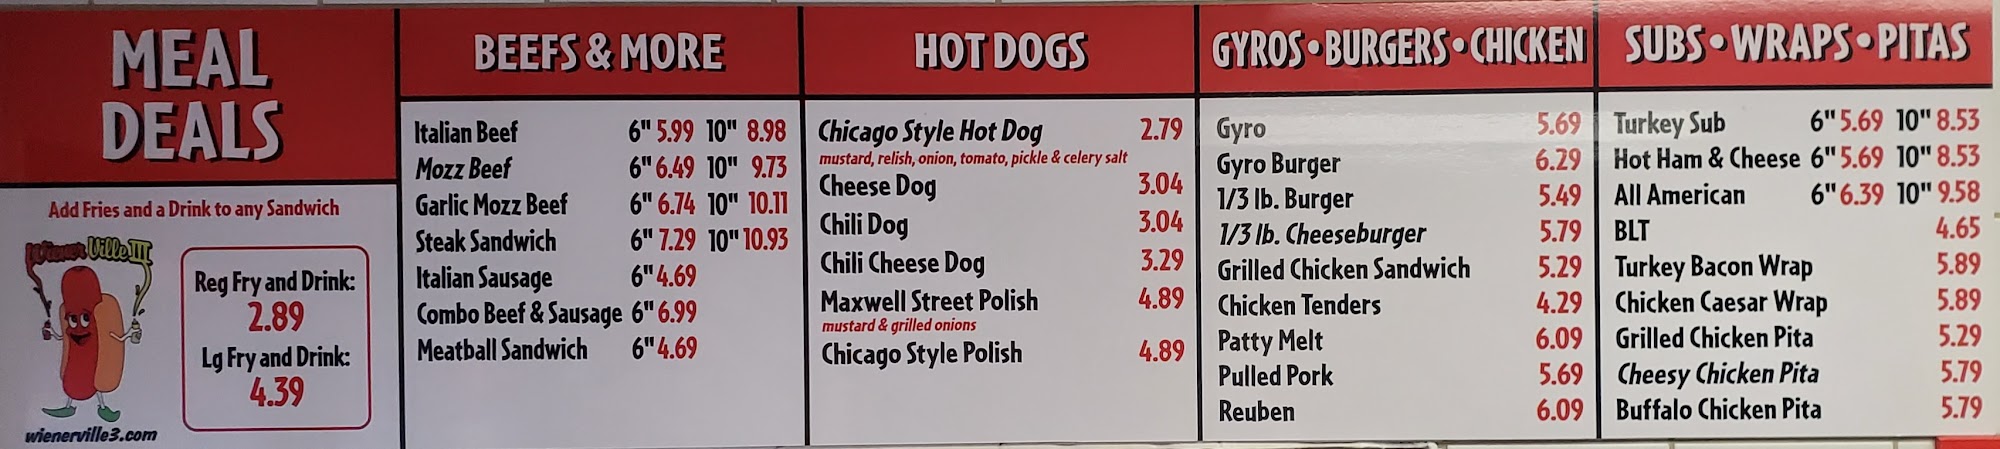 MEAL
DEALS
Add Fries and a Drink to any Sandwich
Wiener Ville III
Reg Fry and Drink:
2.89
Lg Fry and Drink:
4.39
wienerville3.com
BEEFS & MORE
Italian Beef 6" 5.99 10" 8.98
Mozz Beef 6" 6.49 10" 9.73
Garlic Mozz Beef 6" 6.74 10" 10.11
Steak Sandwich 6" 7.29 10" 10.93
Italian Sausage 6" 4.69
Combo Beef & Sausage 6" 6.99
Meatball Sandwich 6" 4.69
HOT DOGS
Chicago Style Hot Dog 2.79
mustard, relish, onion, tomato, pickle & celery salt
Cheese Dog 3.04
Chili Dog 3.04
Chili Cheese Dog 3.29
Maxwell Street Polish 4.89
mustard & grilled onions
Chicago Style Polish 4.89
GYROS • BURGERS • CHICKEN
Gyro 5.69
Gyro Burger 6.29
1/3 lb. Burger 5.49
1/3 lb. Cheeseburger 5.79
Grilled Chicken Sandwich 5.29
Chicken Tenders 4.29
Patty Melt 6.09
Pulled Pork 5.69
Reuben 6.09
SUBS • WRAPS • PITAS
Turkey Sub 6" 5.69 10" 8.53
Hot Ham & Cheese 6" 5.69 10" 8.53
All American 6" 6.39 10" 9.58
BLT 4.65
Turkey Bacon Wrap 5.89
Chicken Caesar Wrap 5.89
Grilled Chicken Pita 5.29
Cheesy Chicken Pita 5.79
Buffalo Chicken Pita 5.79